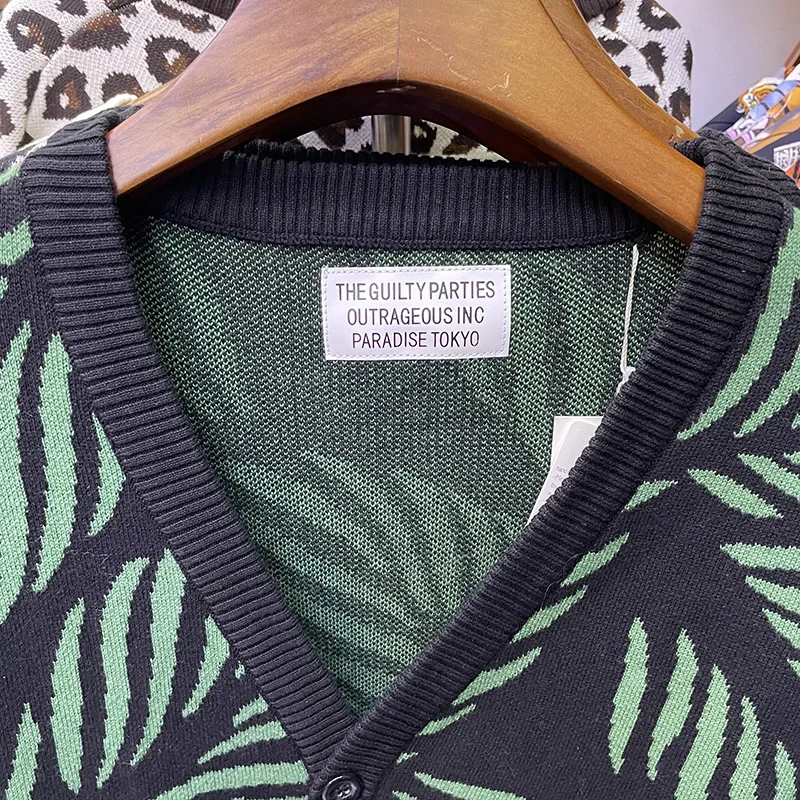 THE GUILTY PARTIES
OUTRAGEOUS INC
PARADISE TOKYO